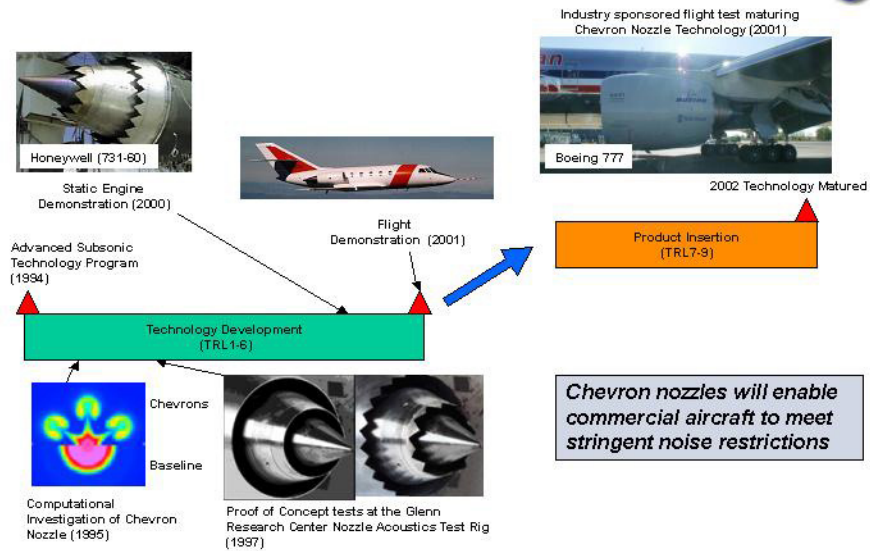 Industry sponsored flight test maturing
Chevron Nozzle Technology (2001)
Honeywell (731-60)
Boeing 777
Static Engine
Demonstration (2000)
2002 Technology Matured
Flight
Demonstration (2001)
Product Insertion
(TRL7-9)
Advanced Subsonic
Technology Program
(1994)
Technology Development
(TRL1-6)
Chevrons
Baseline
Chevron nozzles will enable
commercial aircraft to meet
stringent noise restrictions
Computational
Investigation of Chevron
Nozzle (1995)
Proof of Concept tests at the Glenn
Research Center Nozzle Acoustics Test Rig
(1997)